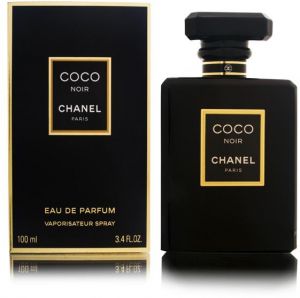 COCO
NOIR
CHANEL
PARIS
EAU DE PARFUM
VAPORISATEUR SPRAY
100 ml 3.4 FL.OZ.
COCO
NOIR
CHANEL
PARIS